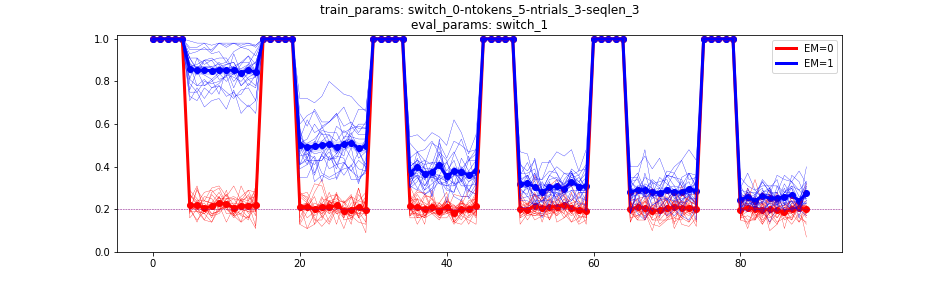 train_params: switch_0-ntokens_5-ntrials_3-seqlen_3
eval_params: switch_1
1.0
0.8
0.6
0.4
0.2
0.0
0
20
40
60
80
EM=0
EM=1